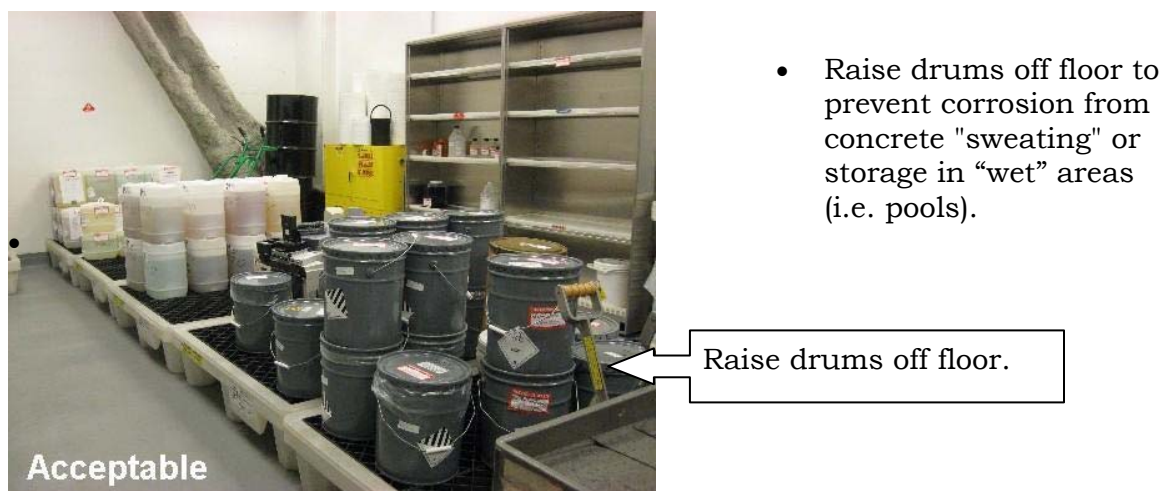 • Raise drums off floor to
prevent corrosion from
concrete "sweating" or
storage in “wet” areas
(i.e. pools).
•
Raise drums off floor.
Acceptable